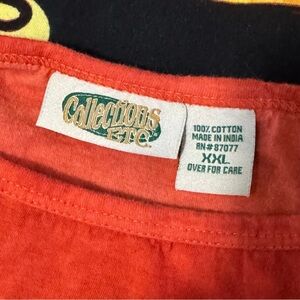 Collections
ETC.
100% COTTON
MADE IN INDIA
RN#87077
XXL
OVER FOR CARE